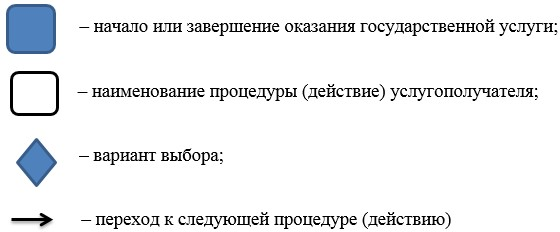 – начало или завершение оказания государственной услуги;
– наименование процедуры (действие) услугополучателя;
– вариант выбора;
– переход к следующей процедуре (действию)